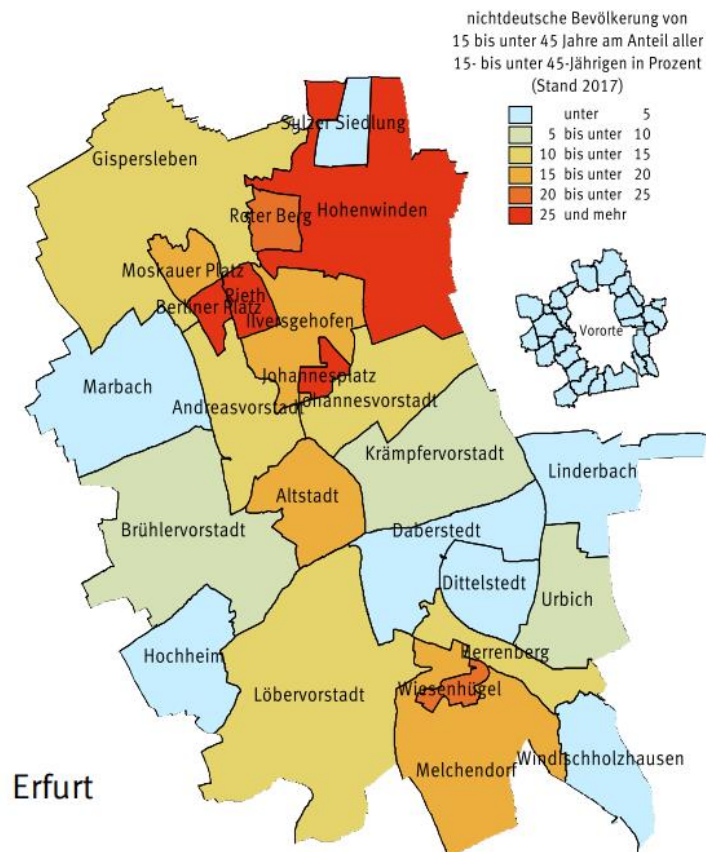 nichtdeutsche Bevölkerung von
15 bis unter 45 Jahre am Anteil aller
15- bis unter 45-Jährigen in Prozent
(Stand 2017)
unter 5
5 bis unter 10
10 bis unter 15
15 bis unter 20
20 bis unter 25
25 und mehr
Sulzer Siedlung
Gispersleben
Roter Berg
Hohenwinden
Moskauer Platz
Rieth
Berliner Platz
Ilversgehofen
Vororte
Marbach
Johannesplatz
Andreasvorstadt
Johannesvorstadt
Krämpfervorstadt
Linderbach
Altstadt
Brühlervorstadt
Daberstedt
Dittelstedt
Urbich
Hochheim
Herrenberg
Löbervorstadt
Wiesenhügel
Windischholzhausen
Melchendorf
Erfurt